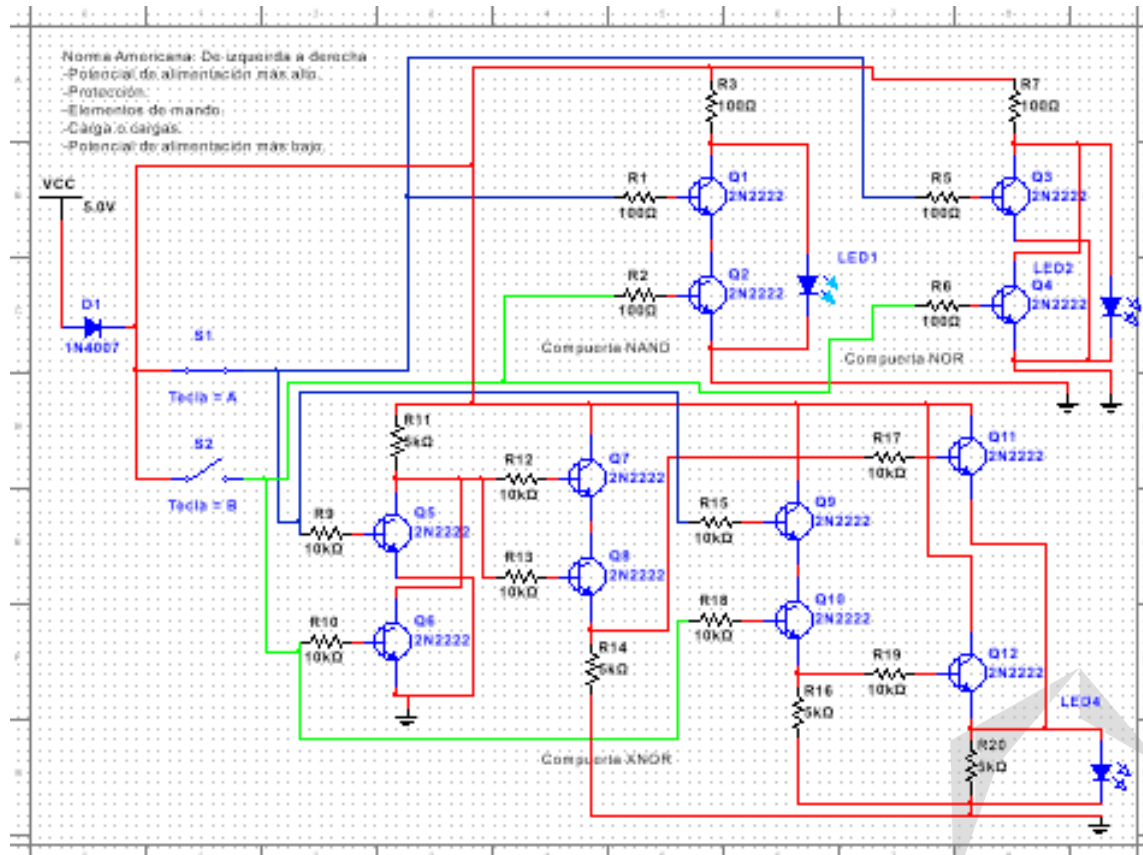 Norma Americana: De izqueirda a derecha
-Potencial de alimentación más alto.
-Protección.
-Elementos de mando.
-Carga o cargas.
-Potencial de alimentación más bajo.
VCC
5.0V
D1
1N4007
S1
Tecla = A
S2
Tecla = B
R3
100Ω
R7
100Ω
R1
100Ω
Q1
2N2222
R5
100Ω
Q3
2N2222
R2
100Ω
Q2
2N2222
LED1
R6
100Ω
LED2
Q4
2N2222
Compuerta NAND
Compuerta NOR
R11
5kΩ
R12
10kΩ
Q7
2N2222
R17
10kΩ
Q11
2N2222
R9
10kΩ
Q5
2N2222
R13
10kΩ
Q8
2N2222
R15
10kΩ
Q9
2N2222
R10
10kΩ
Q6
2N2222
R14
5kΩ
R18
10kΩ
Q10
2N2222
R19
10kΩ
Q12
2N2222
R16
5kΩ
LED4
R20
5kΩ
Compuerta XNOR